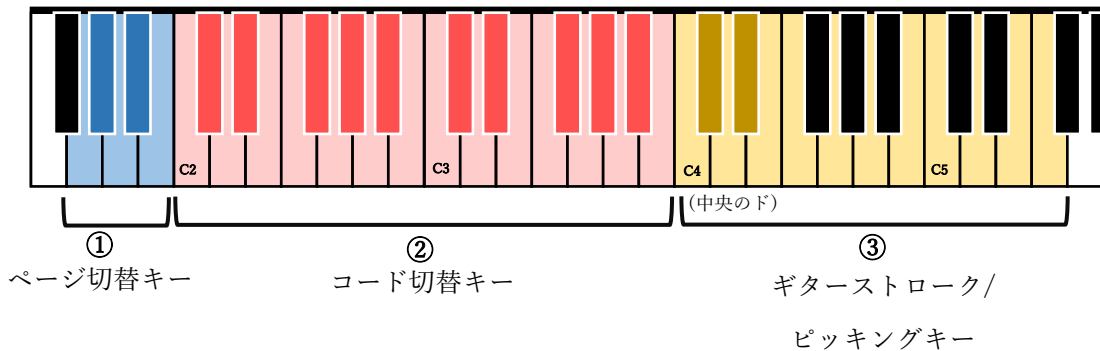 C2
C3
C4
C5
(中央のド)
①
②
③
ページ切替キー
コード切替キー
ギターストローク/
ピッキングキー